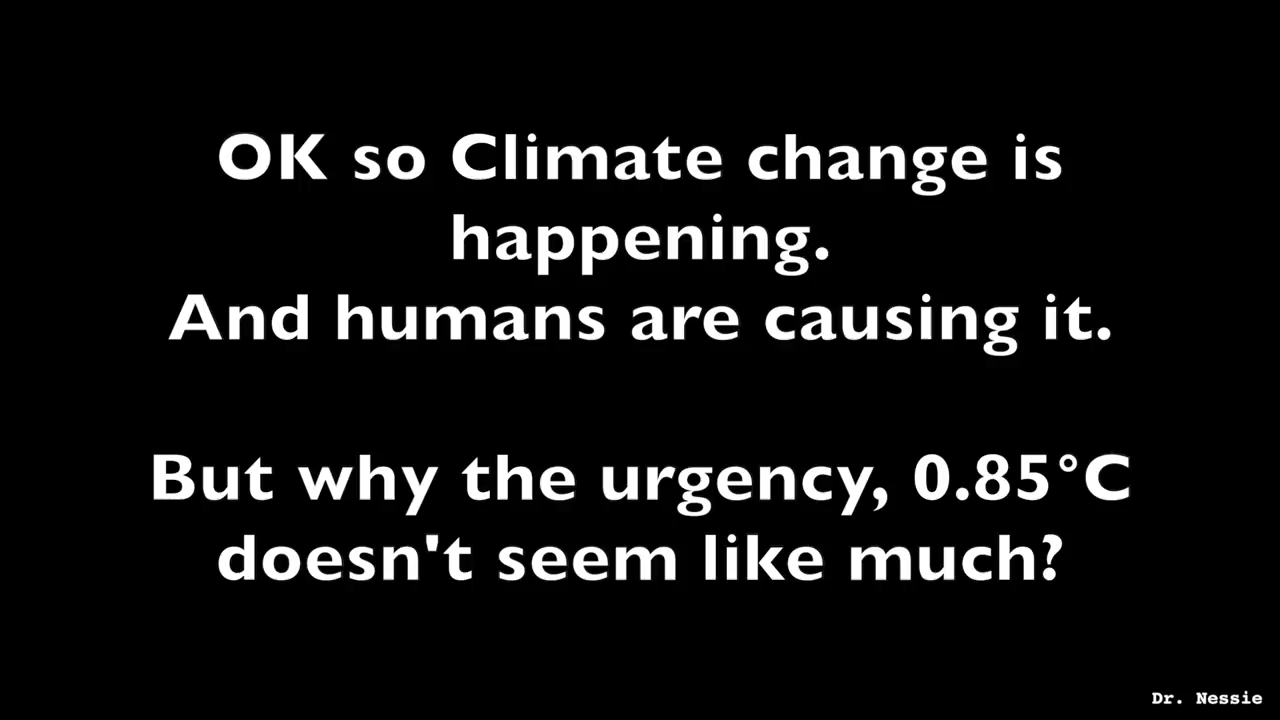 OK so Climate change is
happening.
And humans are causing it.
But why the urgency, 0.85°C
doesn't seem like much?
Dr. Nessie